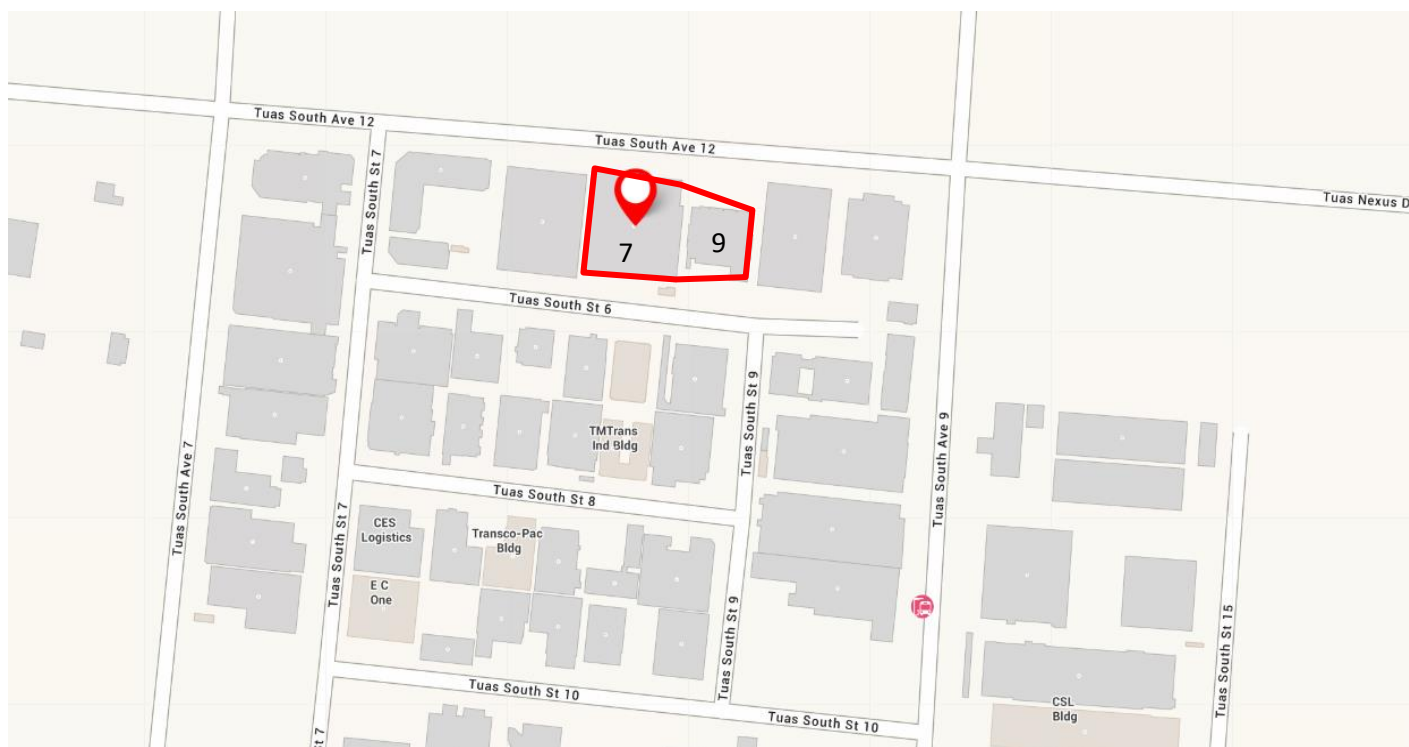 Tuas South Ave 12
Tuas South Ave 12
Tuas South St 7
Tuas Nexus D
7
9
Tuas South St 6
Tuas South St 9
TMTrans
Ind Bldg
Tuas South Ave 9
Tuas South Ave 7
Tuas South St 8
Tuas South St 7
CES
Logistics
Transco-Pac
Bldg
E C
One
Tuas South St 9
Tuas South St 15
Tuas South St 10
CSL
Bldg
Tuas South St 10
St 7